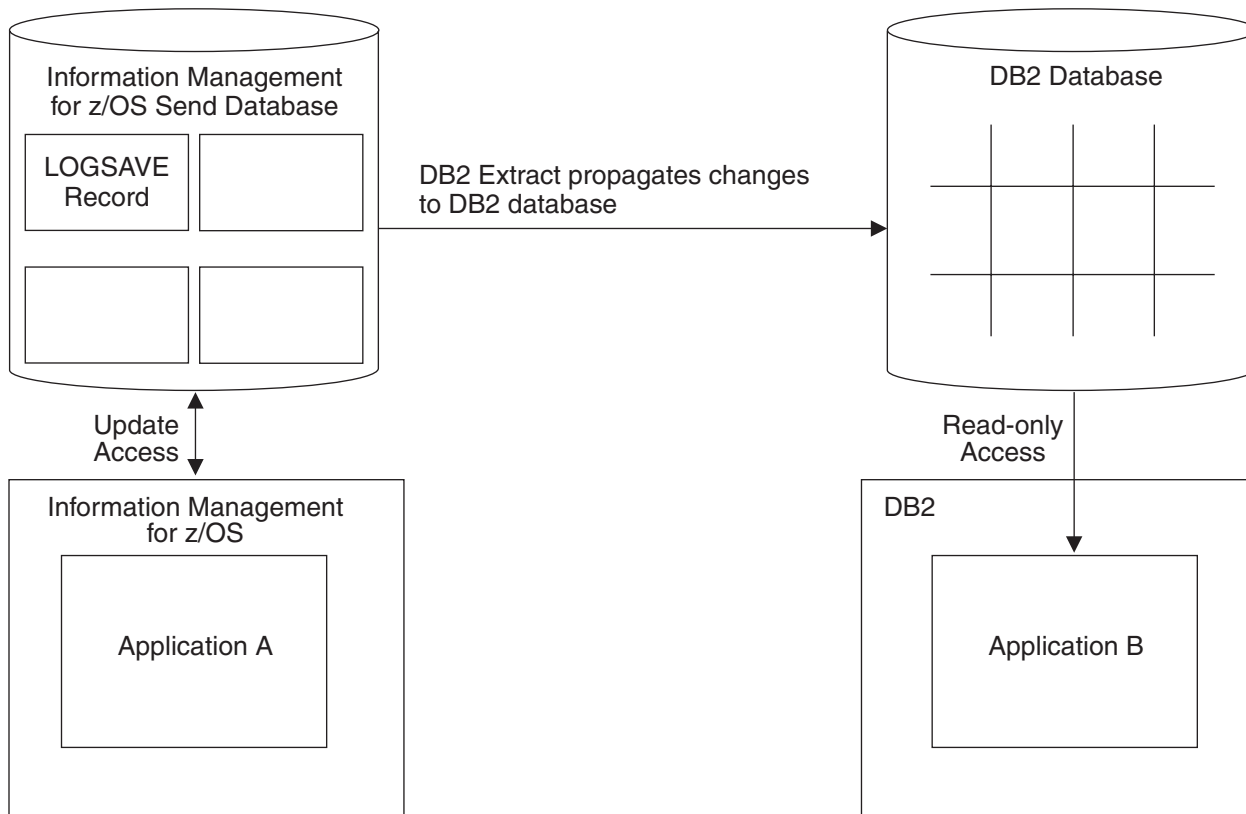 Information Management
for z/OS Send Database
LOGSAVE
Record
DB2 Extract propagates changes
to DB2 database
DB2 Database
Update
Access
Read-only
Access
Information Management
for z/OS
Application A
DB2
Application B